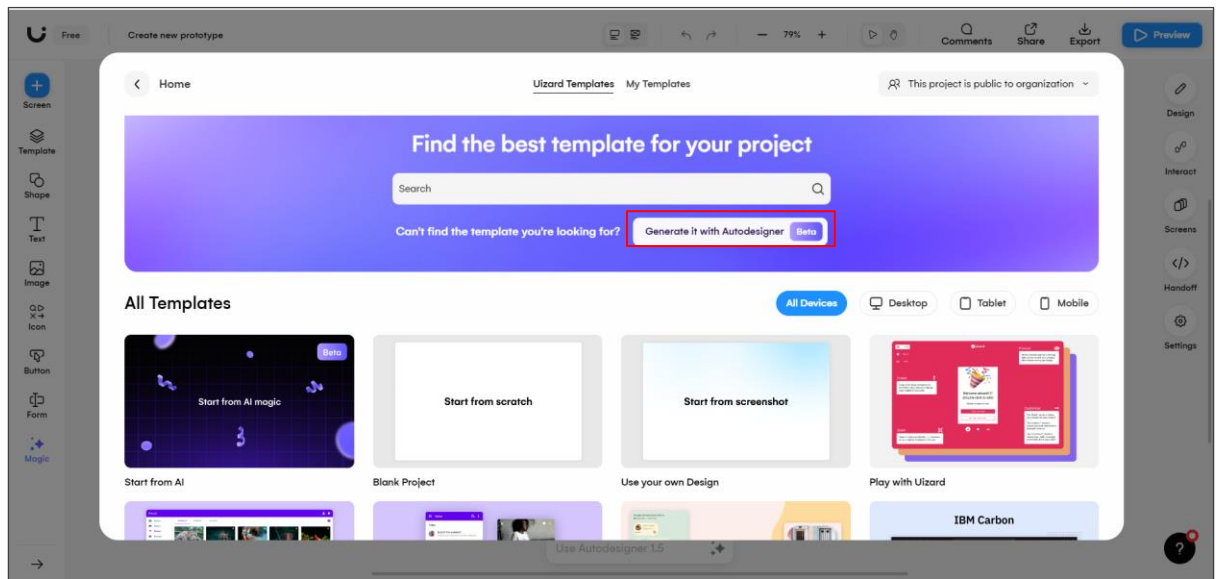 Free
Create new prototype
79%
Comments
Share
Export
Preview
Screen
Template
Shape
Text
Image
Icon
Button
Form
Magic
Home
Uizard Templates
My Templates
This project is public to organization
Find the best template for your project
Search
Can't find the template you're looking for?
Generate it with Autodesigner
Beta
All Templates
All Devices
Desktop
Tablet
Mobile
Beta
Start from AI magic
Start from scratch
Start from screenshot
Start from AI
Blank Project
Use your own Design
Play with Uizard
IBM Carbon
Use Autodesigner 1.5
Design
Interact
Screens
Handoff
Settings
?